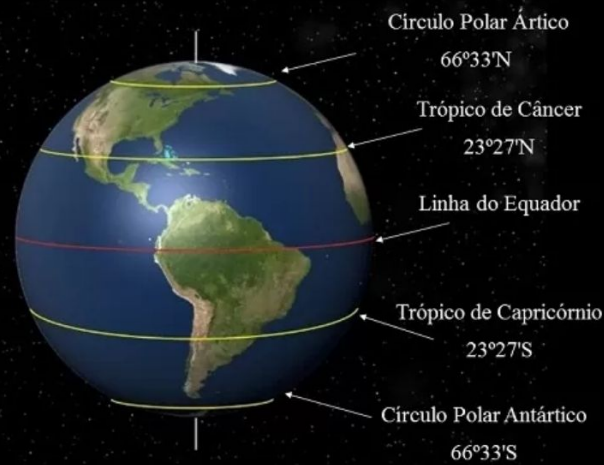 Círculo Polar Ártico
66º33'N
Trópico de Câncer
23º27'N
Linha do Equador
Trópico de Capricórnio
23º27'S
Círculo Polar Antártico
66º33'S